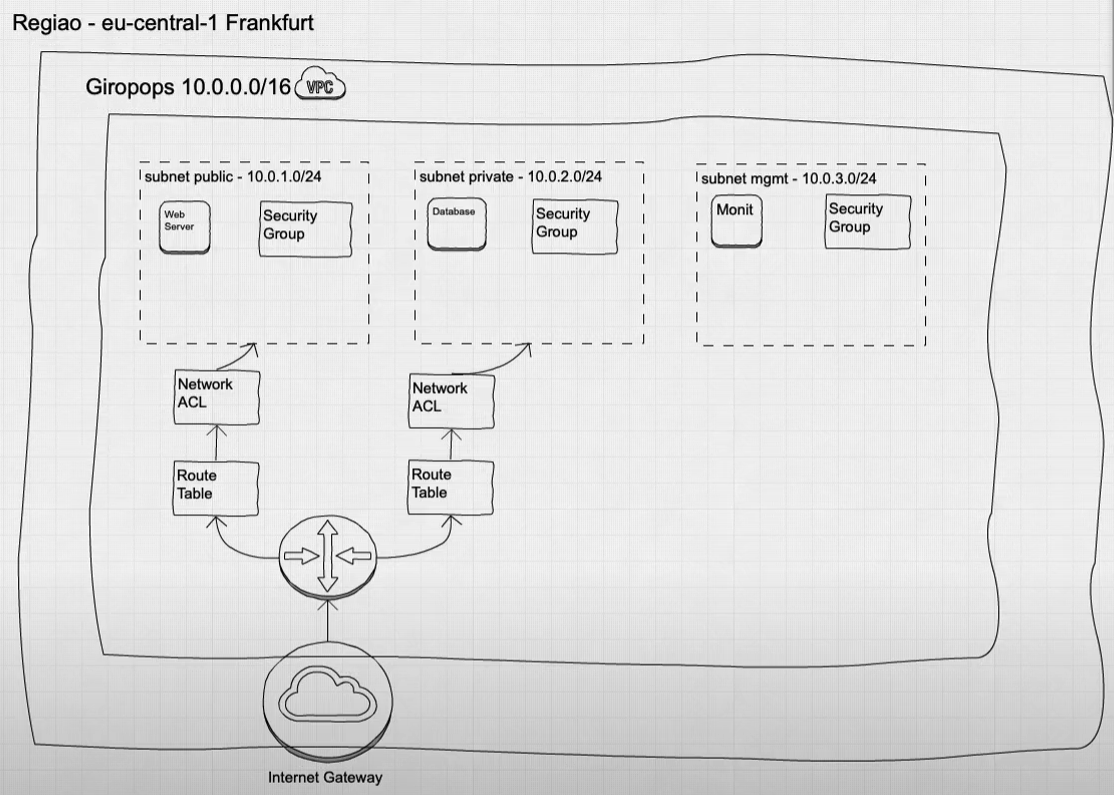 Regiao - eu-central-1 Frankfurt
Giropops 10.0.0.0/16
VPC
subnet public - 10.0.1.0/24
Web
Server
Security
Group
subnet private - 10.0.2.0/24
Database
Security
Group
subnet mgmt - 10.0.3.0/24
Monit
Security
Group
Network
ACL
Network
ACL
Route
Table
Route
Table
Internet Gateway